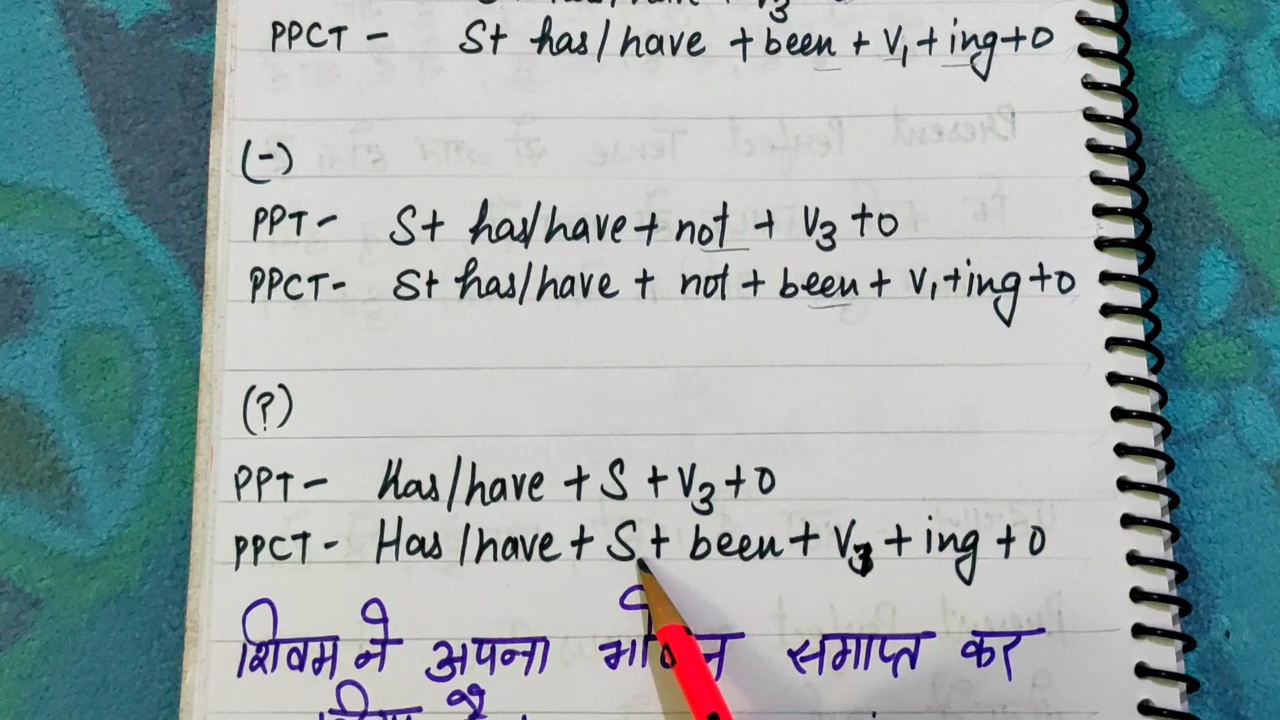 PPCT - S+ has/have + been + V₁ + ing + O
(-)
PPT - S+ has/have + not + V₃ + O
PPCT - S+ has/have + not + been + V₁ + ing + O
(?)
PPT - Has/have + S + V₃ + O
PPCT - Has/have + S + been + V₃ + ing + O
शिवम ने अपना समाप्त कर